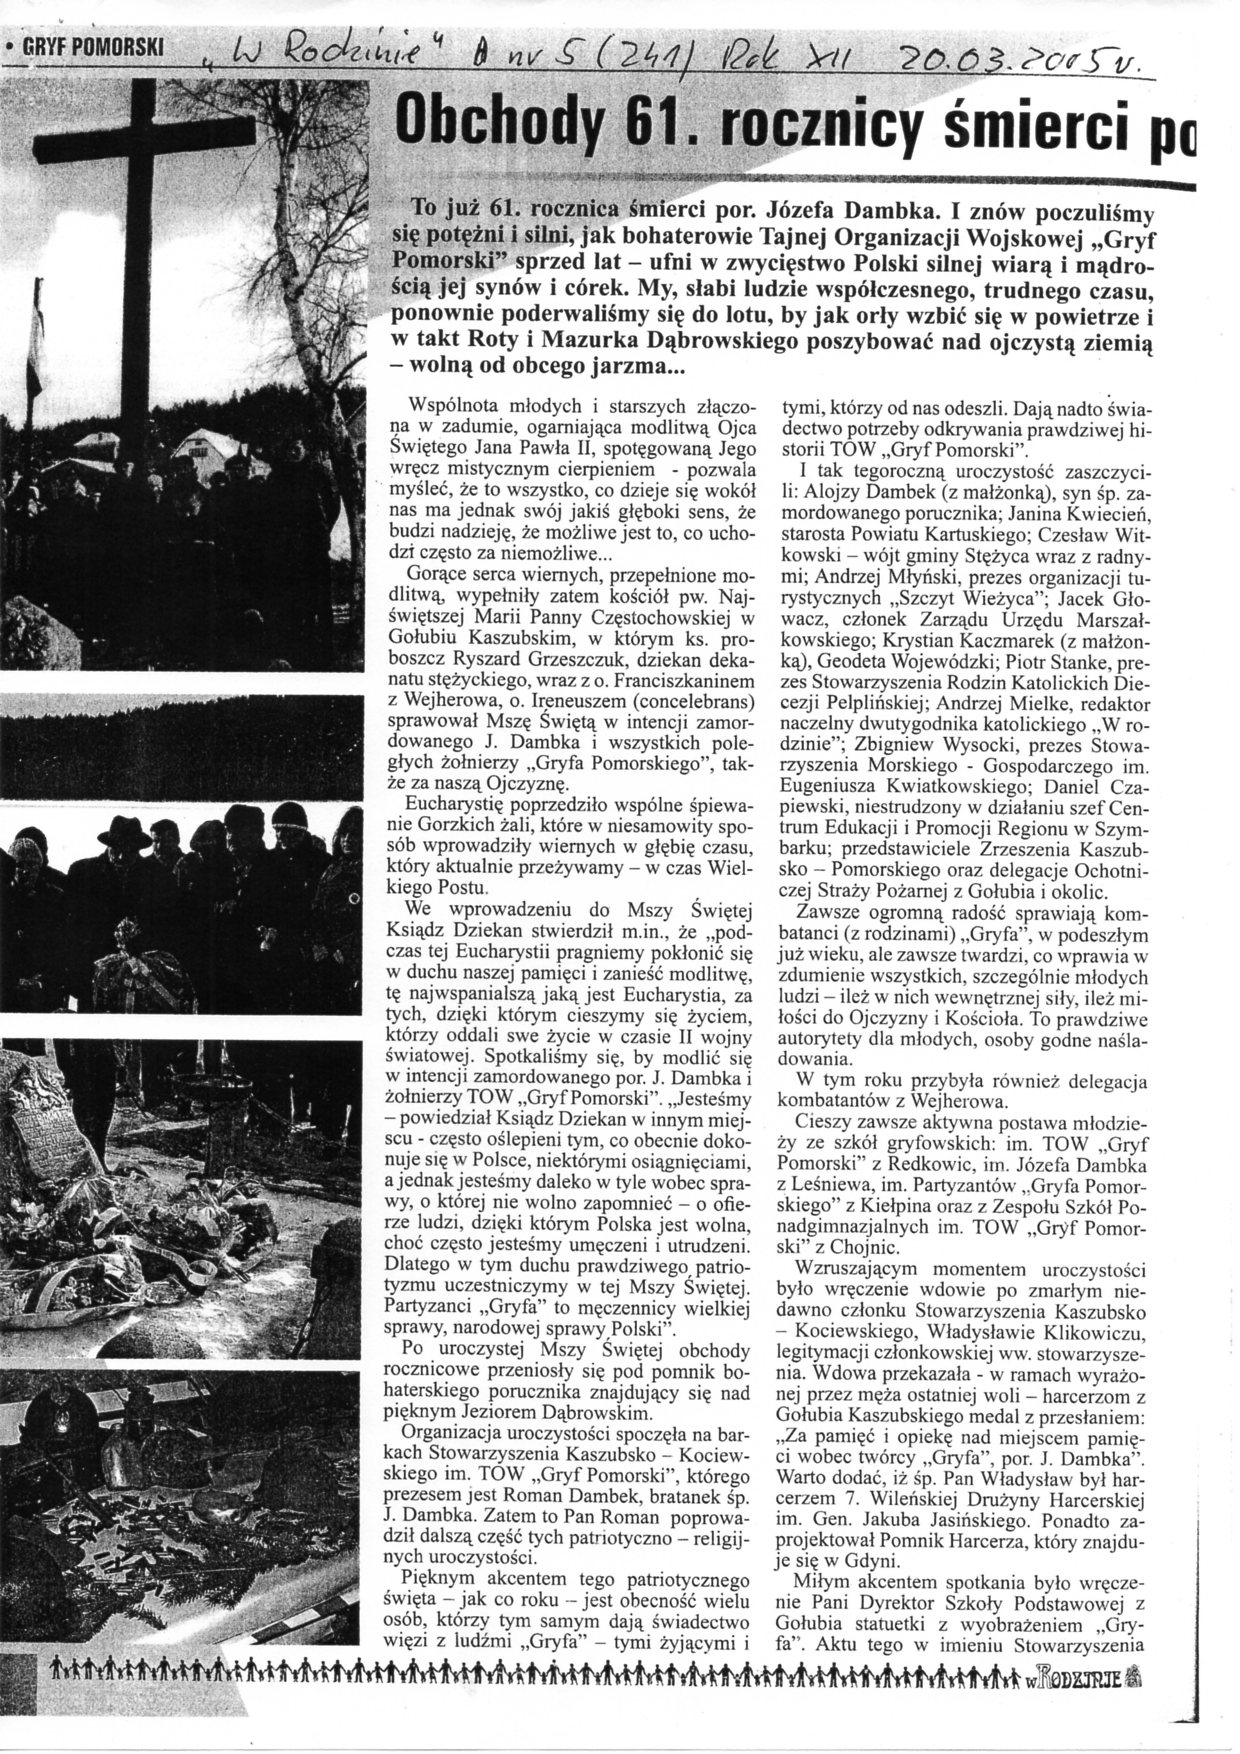 • GRYF POMORSKI
„W Rodzinie" nr 5 (241) Rok XII 20.03.2005 r.
Obchody 61. rocznicy śmierci po
To już 61. rocznica śmierci por. Józefa Dambka. I znów poczuliśmy
się potężni i silni, jak bohaterowie Tajnej Organizacji Wojskowej „Gryf
Pomorski” sprzed lat – ufni w zwycięstwo Polski silnej wiarą i mądro-
ścią jej synów i córek. My, słabi ludzie współczesnego, trudnego czasu,
ponownie poderwaliśmy się do lotu, by jak orły wzbić się w powietrze i
w takt Roty i Mazurka Dąbrowskiego poszybować nad ojczystą ziemią
– wolną od obcego jarzma...
Wspólnota młodych i starszych złączo-
na w zadumie, ogarniająca modlitwą Ojca
Świętego Jana Pawła II, spotęgowaną Jego
wręcz mistycznym cierpieniem - pozwala
myśleć, że to wszystko, co dzieje się wokół
nas ma jednak swój jakiś głęboki sens, że
budzi nadzieję, że możliwe jest to, co ucho-
dzi często za niemożliwe...
Gorące serca wiernych, przepełnione mo-
dlitwą, wypełniły zatem kościół pw. Naj-
świętszej Marii Panny Częstochowskiej w
Gołubiu Kaszubskim, w którym ks. pro-
boszcz Ryszard Grzeszczuk, dziekan deka-
natu stężyckiego, wraz z o. Franciszkaninem
z Wejherowa, o. Ireneuszem (concelebrans)
sprawował Mszę Świętą w intencji zamor-
dowanego J. Dambka i wszystkich pole-
głych żołnierzy „Gryfa Pomorskiego”, tak-
że za naszą Ojczyznę.
Eucharystię poprzedziło wspólne śpiewa-
nie Gorzkich żali, które w niesamowity spo-
sób wprowadziły wiernych w głębię czasu,
który aktualnie przeżywamy – w czas Wiel-
kiego Postu.
We wprowadzeniu do Mszy Świętej
Ksiądz Dziekan stwierdził m.in., że „pod-
czas tej Eucharystii pragniemy pokłonić się
w duchu naszej pamięci i zanieść modlitwę,
tę najwspanialszą jaką jest Eucharystia, za
tych, dzięki którym cieszymy się życiem,
którzy oddali swe życie w czasie II wojny
światowej. Spotkaliśmy się, by modlić się
w intencji zamordowanego por. J. Dambka i
żołnierzy TOW „Gryf Pomorski”. „Jesteśmy
– powiedział Ksiądz Dziekan w innym miej-
scu - często oślepieni tym, co obecnie doko-
nuje się w Polsce, niektórymi osiągnięciami,
a jednak jesteśmy daleko w tyle wobec spra-
wy, o której nie wolno zapomnieć – o ofie-
rze ludzi, dzięki którym Polska jest wolna,
choć często jesteśmy umęczeni i utrudzeni.
Dlatego w tym duchu prawdziwego patrio-
tyzmu uczestniczymy w tej Mszy Świętej.
Partyzanci „Gryfa” to męczennicy wielkiej
sprawy, narodowej sprawy Polski”.
Po uroczystej Mszy Świętej obchody
rocznicowe przeniosły się pod pomnik bo-
haterskiego porucznika znajdujący się nad
pięknym Jeziorem Dąbrowskim.
Organizacja uroczystości spoczęła na bar-
kach Stowarzyszenia Kaszubsko – Kociew-
skiego im. TOW „Gryf Pomorski”, którego
prezesem jest Roman Dambek, bratanek śp.
J. Dambka. Zatem to Pan Roman poprowa-
dził dalszą część tych patriotyczno – religij-
nych uroczystości.
Pięknym akcentem tego patriotycznego
święta – jak co roku – jest obecność wielu
osób, którzy tym samym dają świadectwo
więzi z ludźmi „Gryfa” – tymi żyjącymi i
tymi, którzy od nas odeszli. Dają nadto świa-
dectwo potrzeby odkrywania prawdziwej hi-
storii TOW „Gryf Pomorski”.
I tak tegoroczną uroczystość zaszczyci-
li: Alojzy Dambek (z małżonką), syn śp. za-
mordowanego porucznika; Janina Kwiecień,
starosta Powiatu Kartuskiego; Czesław Wit-
kowski – wójt gminy Stężyca wraz z radny-
mi; Andrzej Młyński, prezes organizacji tu-
rystycznych „Szczyt Wieżyca”; Jacek Gło-
wacz, członek Zarządu Urzędu Marszał-
kowskiego; Krystian Kaczmarek (z małżon-
ką), Geodeta Wojewódzki; Piotr Stanke, pre-
zes Stowarzyszenia Rodzin Katolickich Die-
cezji Pelplińskiej; Andrzej Mielke, redaktor
naczelny dwutygodnika katolickiego „W ro-
dzinie”; Zbigniew Wysocki, prezes Stowa-
rzyszenia Morskiego - Gospodarczego im.
Eugeniusza Kwiatkowskiego; Daniel Cza-
piewski, niestrudzony w działaniu szef Cen-
trum Edukacji i Promocji Regionu w Szym-
barku; przedstawiciele Zrzeszenia Kaszub-
sko – Pomorskiego oraz delegacje Ochotni-
czej Straży Pożarnej z Gołubia i okolic.
Zawsze ogromną radość sprawiają kom-
batanci (z rodzinami) „Gryfa”, w podeszłym
już wieku, ale zawsze twardzi, co wprawia w
zdumienie wszystkich, szczególnie młodych
ludzi – ileż w nich wewnętrznej siły, ileż mi-
łości do Ojczyzny i Kościoła. To prawdziwe
autorytety dla młodych, osoby godne naśla-
dowania.
W tym roku przybyła również delegacja
kombatantów z Wejherowa.
Cieszy zawsze aktywna postawa młodzie-
ży ze szkół gryfowskich: im. TOW „Gryf
Pomorski” z Redkowic, im. Józefa Dambka
z Leśniewa, im. Partyzantów „Gryfa Pomor-
skiego” z Kiełpina oraz z Zespołu Szkół Po-
nadgimnazjalnych im. TOW „Gryf Pomor-
ski” z Chojnic.
Wzruszającym momentem uroczystości
było wręczenie wdowie po zmarłym nie-
dawno członku Stowarzyszenia Kaszubsko
– Kociewskiego, Władysławie Klikowiczu,
legitymacji członkowskiej ww. stowarzysze-
nia. Wdowa przekazała - w ramach wyrażo-
nej przez męża ostatniej woli – harcerzom z
Gołubia Kaszubskiego medal z przesłaniem:
„Za pamięć i opiekę nad miejscem pamię-
ci wobec twórcy „Gryfa”, por. J. Dambka”.
Warto dodać, iż śp. Pan Władysław był har-
cerzem 7. Wileńskiej Drużyny Harcerskiej
im. Gen. Jakuba Jasińskiego. Ponadto za-
projektował Pomnik Harcerza, który znajdu-
je się w Gdyni.
Miłym akcentem spotkania było wręcze-
nie Pani Dyrektor Szkoły Podstawowej z
Gołubia statuetki z wyobrażeniem „Gry-
fa”. Aktu tego w imieniu Stowarzyszenia
w RODZINIE